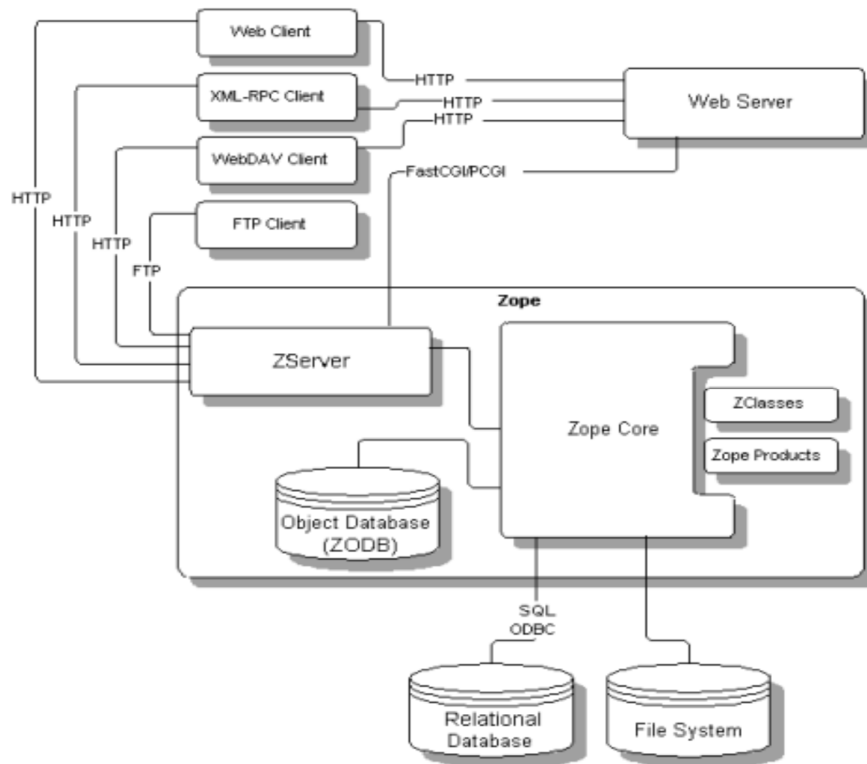 Web Client
HTTP
XML-RPC Client
HTTP
Web Server
HTTP
WebDAV Client
FastCGI/PCGI
HTTP
HTTP
FTP Client
HTTP
FTP
Zope
ZServer
ZClasses
Zope Core
Zope Products
Object Database
(ZODB)
SQL
ODBC
Relational
Database
File System